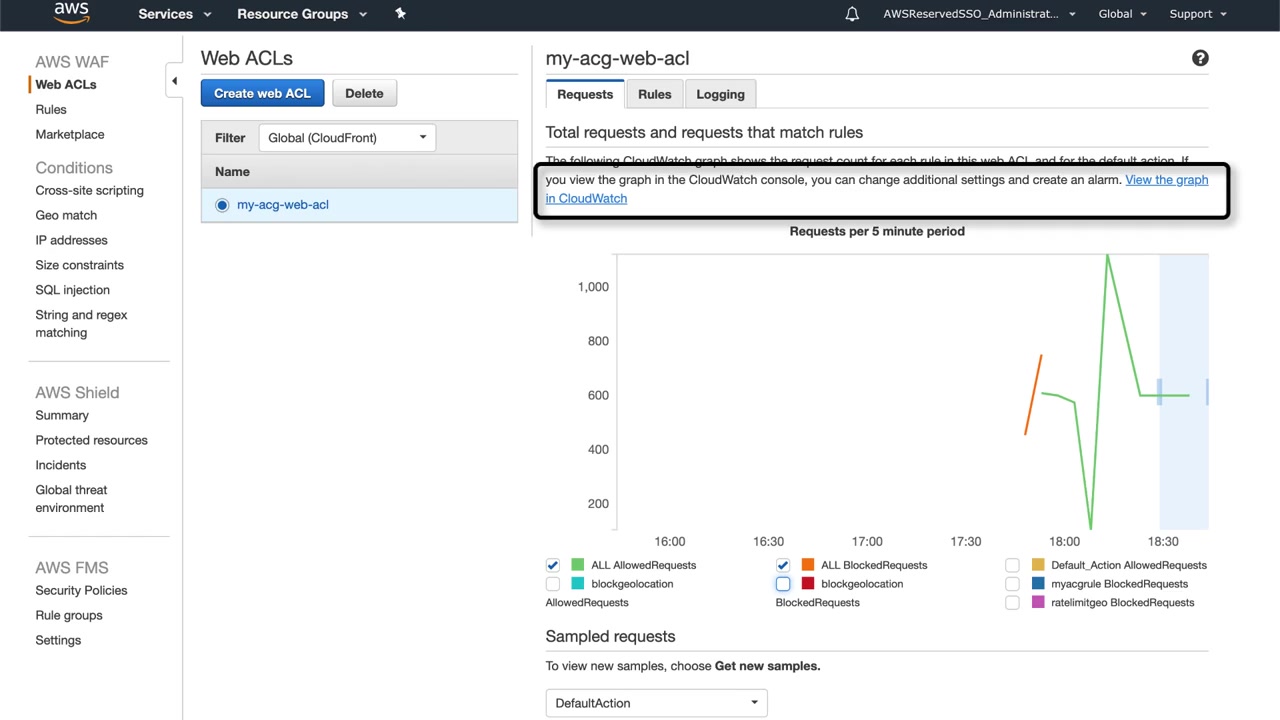 aws
Services
Resource Groups
AWSReservedSSO_Administrat...
Global
Support
AWS WAF
Web ACLs
Rules
Marketplace
Conditions
Cross-site scripting
Geo match
IP addresses
Size constraints
SQL injection
String and regex
matching
AWS Shield
Summary
Protected resources
Incidents
Global threat
environment
AWS FMS
Security Policies
Rule groups
Settings
Web ACLs
Create web ACL
Delete
Filter
Global (CloudFront)
Name
my-acg-web-acl
my-acg-web-acl
?
Requests
Rules
Logging
Total requests and requests that match rules
The following CloudWatch graph shows the request count for each rule in this web ACL and for the default action. If
you view the graph in the CloudWatch console, you can change additional settings and create an alarm. View the graph
in CloudWatch
Requests per 5 minute period
1,000
800
600
400
200
16:00
16:30
17:00
17:30
18:00
18:30
ALL AllowedRequests
ALL BlockedRequests
Default_Action AllowedRequests
blockgeolocation
AllowedRequests
blockgeolocation
BlockedRequests
myacgrule BlockedRequests
ratelimitgeo BlockedRequests
Sampled requests
To view new samples, choose Get new samples.
DefaultAction